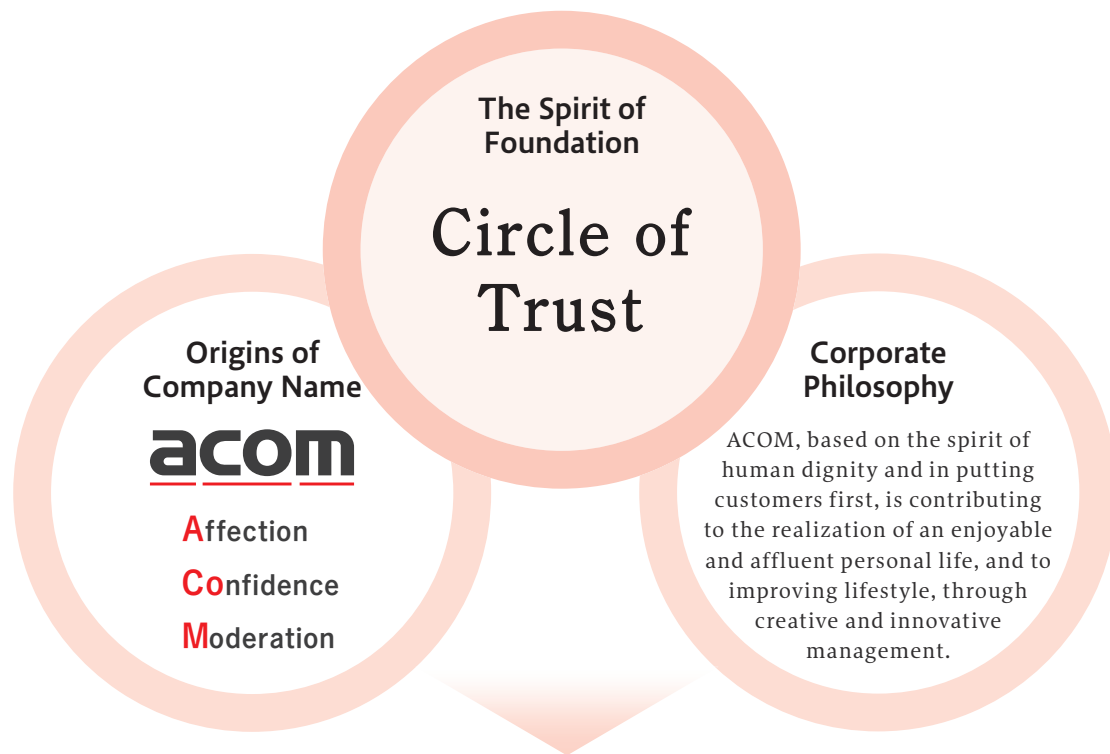 The Spirit of
Foundation
Circle of
Trust
Origins of
Company Name
acom
Affection
Confidence
Moderation
Corporate
Philosophy
ACOM, based on the spirit of
human dignity and in putting
customers first, is contributing
to the realization of an enjoyable
and affluent personal life, and to
improving lifestyle, through
creative and innovative
management.